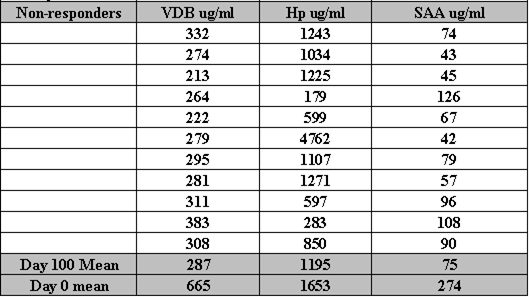 Non-responders VDB ug/ml Hp ug/ml SAA ug/ml
332 1243 74
274 1034 43
213 1225 45
264 179 126
222 599 67
279 4762 42
295 1107 79
281 1271 57
311 597 96
383 283 108
308 850 90
Day 100 Mean 287 1195 75
Day 0 mean 665 1653 274